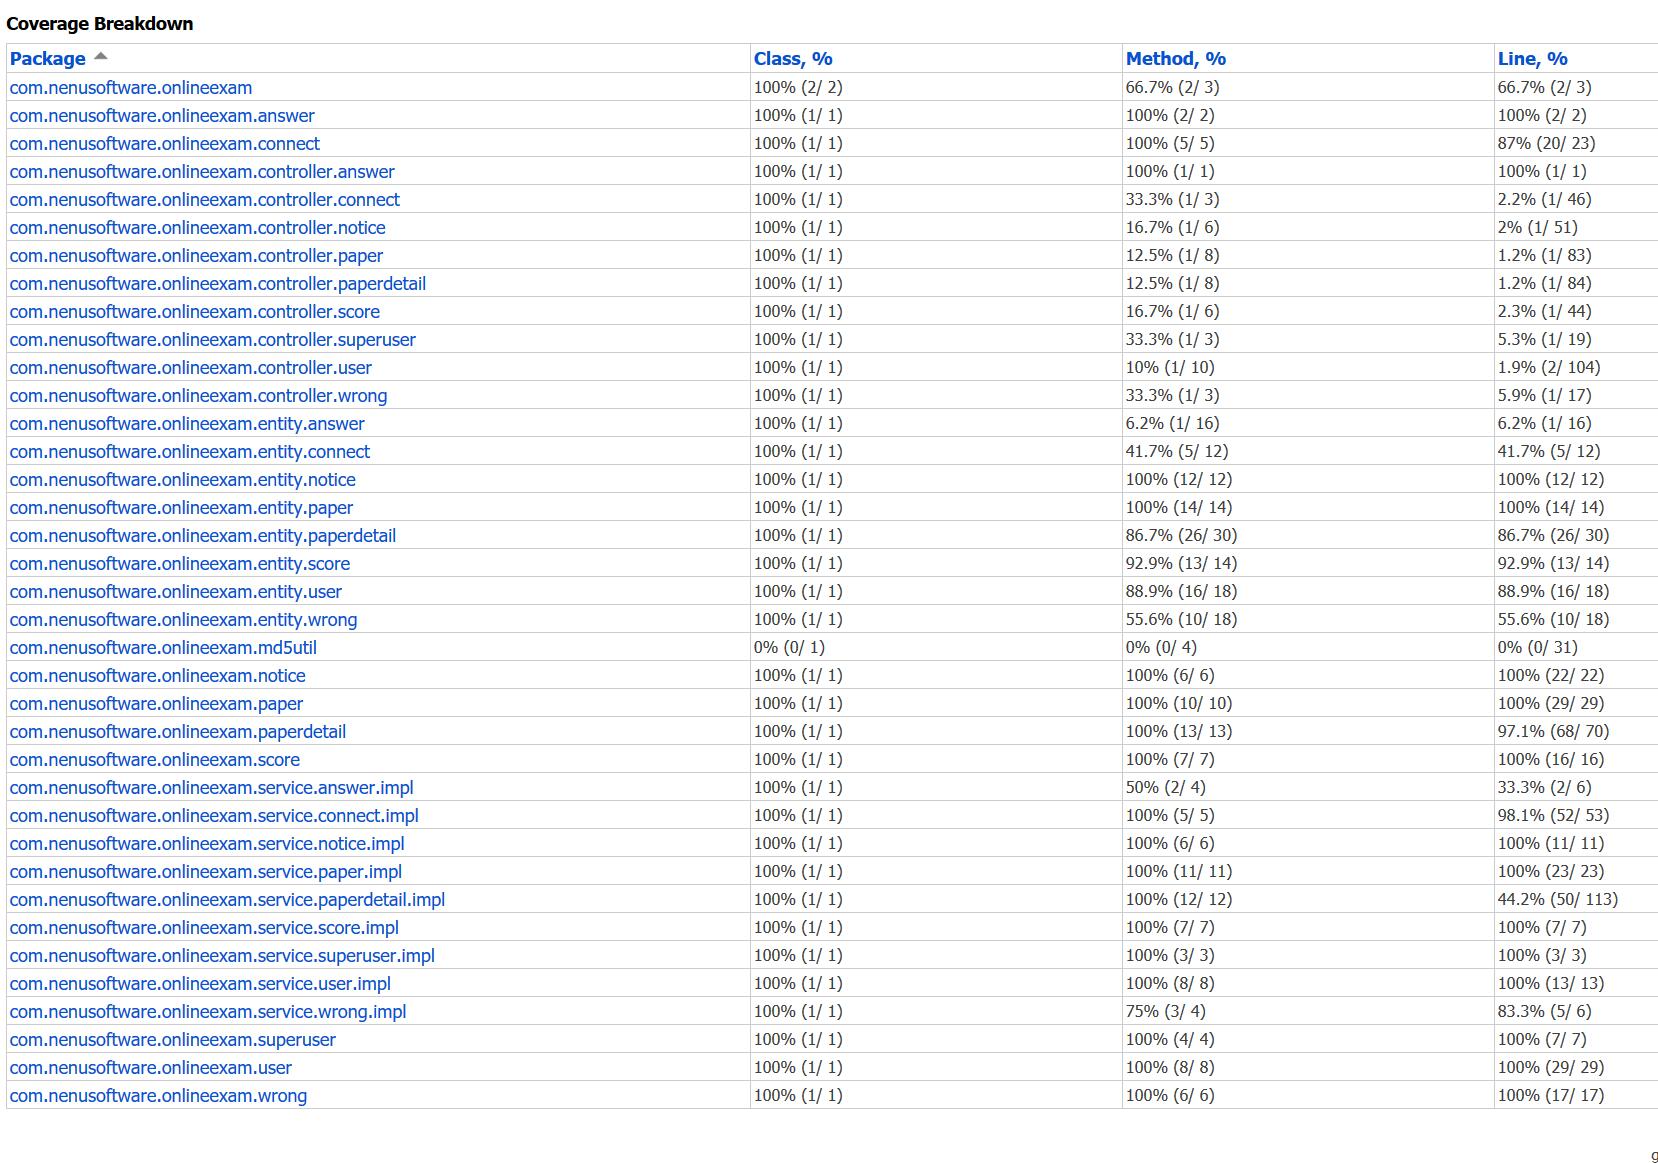 Coverage Breakdown
Package Class, % Method, % Line, %
com.nenusoftware.onlineexam 100% (2/ 2) 66.7% (2/ 3) 66.7% (2/ 3)
com.nenusoftware.onlineexam.answer 100% (1/ 1) 100% (2/ 2) 100% (2/ 2)
com.nenusoftware.onlineexam.connect 100% (1/ 1) 100% (5/ 5) 87% (20/ 23)
com.nenusoftware.onlineexam.controller.answer 100% (1/ 1) 100% (1/ 1) 100% (1/ 1)
com.nenusoftware.onlineexam.controller.connect 100% (1/ 1) 33.3% (1/ 3) 2.2% (1/ 46)
com.nenusoftware.onlineexam.controller.notice 100% (1/ 1) 16.7% (1/ 6) 2% (1/ 51)
com.nenusoftware.onlineexam.controller.paper 100% (1/ 1) 12.5% (1/ 8) 1.2% (1/ 83)
com.nenusoftware.onlineexam.controller.paperdetail 100% (1/ 1) 12.5% (1/ 8) 1.2% (1/ 84)
com.nenusoftware.onlineexam.controller.score 100% (1/ 1) 16.7% (1/ 6) 2.3% (1/ 44)
com.nenusoftware.onlineexam.controller.superuser 100% (1/ 1) 33.3% (1/ 3) 5.3% (1/ 19)
com.nenusoftware.onlineexam.controller.user 100% (1/ 1) 10% (1/ 10) 1.9% (2/ 104)
com.nenusoftware.onlineexam.controller.wrong 100% (1/ 1) 33.3% (1/ 3) 5.9% (1/ 17)
com.nenusoftware.onlineexam.entity.answer 100% (1/ 1) 6.2% (1/ 16) 6.2% (1/ 16)
com.nenusoftware.onlineexam.entity.connect 100% (1/ 1) 41.7% (5/ 12) 41.7% (5/ 12)
com.nenusoftware.onlineexam.entity.notice 100% (1/ 1) 100% (12/ 12) 100% (12/ 12)
com.nenusoftware.onlineexam.entity.paper 100% (1/ 1) 100% (14/ 14) 100% (14/ 14)
com.nenusoftware.onlineexam.entity.paperdetail 100% (1/ 1) 86.7% (26/ 30) 86.7% (26/ 30)
com.nenusoftware.onlineexam.entity.score 100% (1/ 1) 92.9% (13/ 14) 92.9% (13/ 14)
com.nenusoftware.onlineexam.entity.user 100% (1/ 1) 88.9% (16/ 18) 88.9% (16/ 18)
com.nenusoftware.onlineexam.entity.wrong 100% (1/ 1) 55.6% (10/ 18) 55.6% (10/ 18)
com.nenusoftware.onlineexam.md5util 0% (0/ 1) 0% (0/ 4) 0% (0/ 31)
com.nenusoftware.onlineexam.notice 100% (1/ 1) 100% (6/ 6) 100% (22/ 22)
com.nenusoftware.onlineexam.paper 100% (1/ 1) 100% (10/ 10) 100% (29/ 29)
com.nenusoftware.onlineexam.paperdetail 100% (1/ 1) 100% (13/ 13) 97.1% (68/ 70)
com.nenusoftware.onlineexam.score 100% (1/ 1) 100% (7/ 7) 100% (16/ 16)
com.nenusoftware.onlineexam.service.answer.impl 100% (1/ 1) 50% (2/ 4) 33.3% (2/ 6)
com.nenusoftware.onlineexam.service.connect.impl 100% (1/ 1) 100% (5/ 5) 98.1% (52/ 53)
com.nenusoftware.onlineexam.service.notice.impl 100% (1/ 1) 100% (6/ 6) 100% (11/ 11)
com.nenusoftware.onlineexam.service.paper.impl 100% (1/ 1) 100% (11/ 11) 100% (23/ 23)
com.nenusoftware.onlineexam.service.paperdetail.impl 100% (1/ 1) 100% (12/ 12) 44.2% (50/ 113)
com.nenusoftware.onlineexam.service.score.impl 100% (1/ 1) 100% (7/ 7) 100% (7/ 7)
com.nenusoftware.onlineexam.service.superuser.impl 100% (1/ 1) 100% (3/ 3) 100% (3/ 3)
com.nenusoftware.onlineexam.service.user.impl 100% (1/ 1) 100% (8/ 8) 100% (13/ 13)
com.nenusoftware.onlineexam.service.wrong.impl 100% (1/ 1) 75% (3/ 4) 83.3% (5/ 6)
com.nenusoftware.onlineexam.superuser 100% (1/ 1) 100% (4/ 4) 100% (7/ 7)
com.nenusoftware.onlineexam.user 100% (1/ 1) 100% (8/ 8) 100% (29/ 29)
com.nenusoftware.onlineexam.wrong 100% (1/ 1) 100% (6/ 6) 100% (17/ 17)